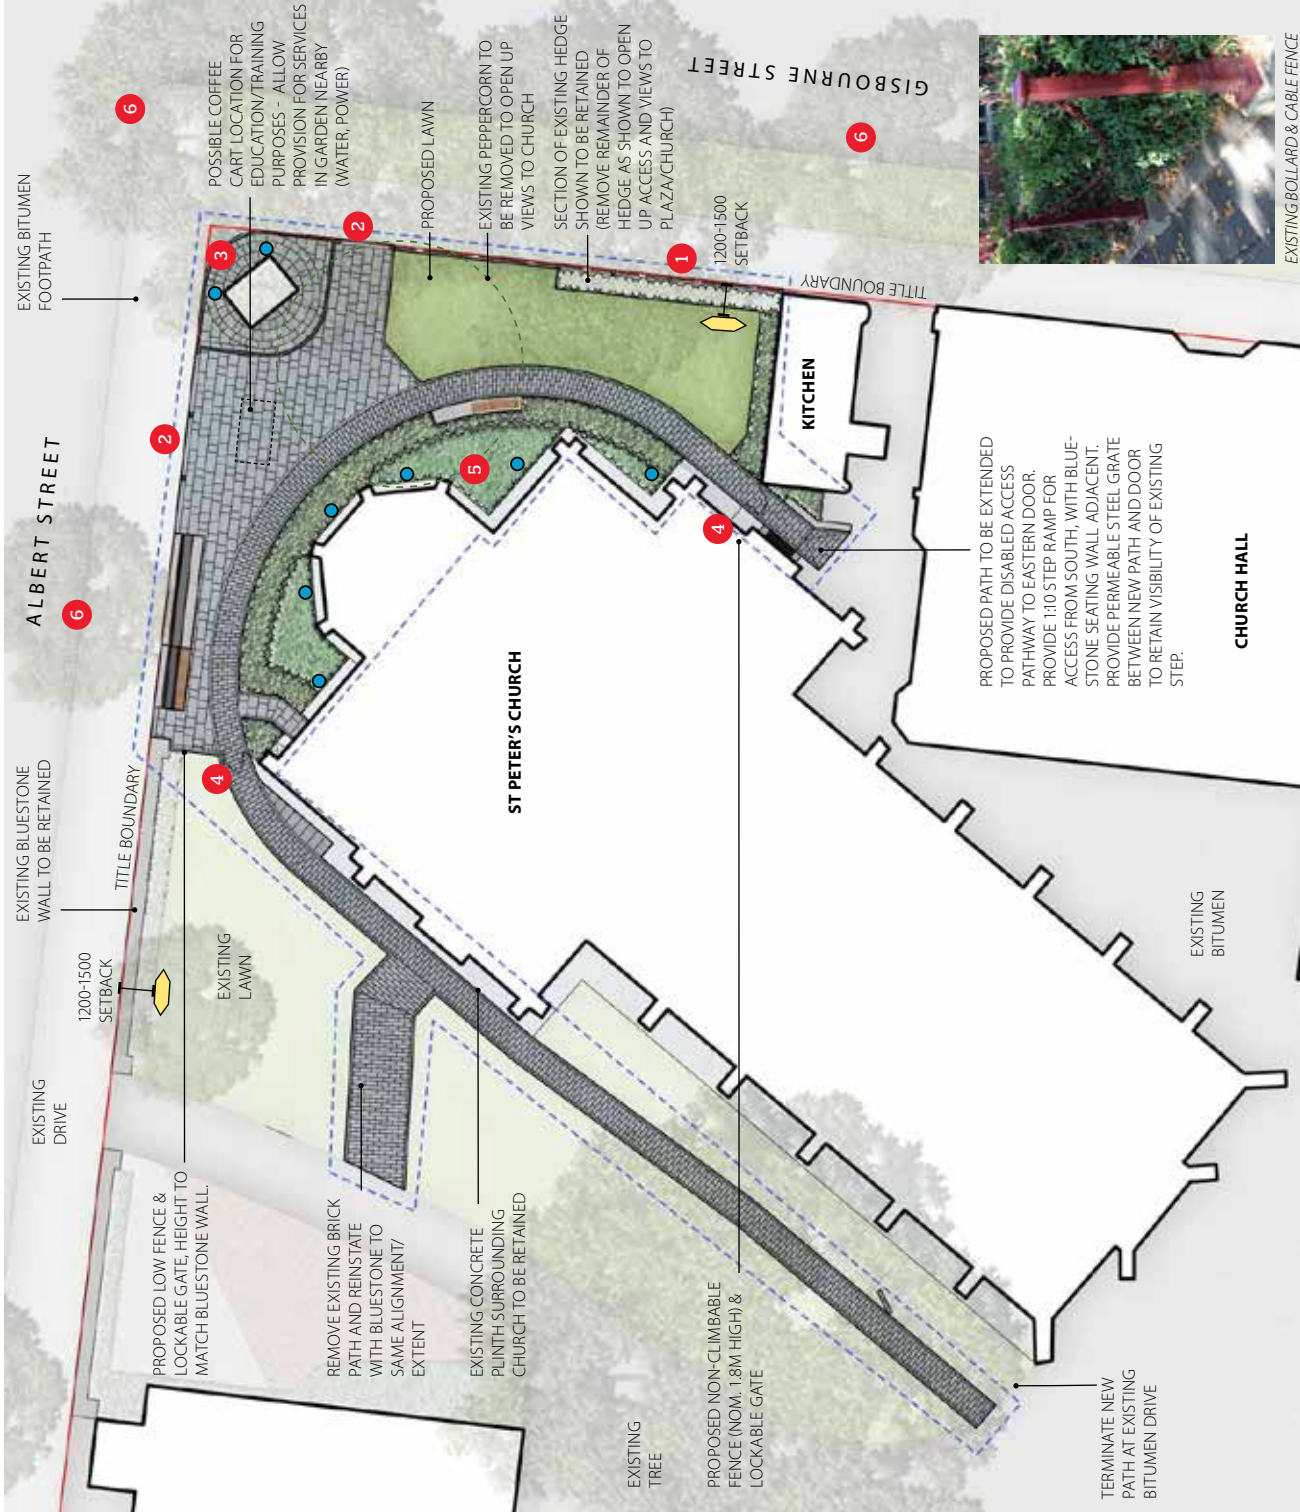 EXISTING BITUMEN
FOOTPATH
ALBERT STREET
EXISTING BLUESTONE
WALL TO BE RETAINED
TITLE BOUNDARY
1200-1500
SETBACK
EXISTING
DRIVE
EXISTING
LAWN
POSSIBLE COFFEE
CART LOCATION FOR
EDUCATION/TRAINING
PURPOSES - ALLOW
PROVISION FOR SERVICES
IN GARDEN NEARBY
(WATER, POWER)
PROPOSED LAWN
EXISTING PEPPERCORN TO
BE REMOVED TO OPEN UP
VIEWS TO CHURCH
SECTION OF EXISTING HEDGE
SHOWN TO BE RETAINED
(REMOVE REMAINDER OF
HEDGE AS SHOWN TO OPEN
UP ACCESS AND VIEWS TO
PLAZA/CHURCH)
1200-1500
SETBACK
GISBOURNE STREET
TITLE BOUNDARY
6
6
6
2
2
3
1
5
4
4
KITCHEN
ST PETER'S CHURCH
CHURCH HALL
PROPOSED LOW FENCE &
LOCKABLE GATE, HEIGHT TO
MATCH BLUESTONE WALL.
REMOVE EXISTING BRICK
PATH AND REINSTATE
WITH BLUESTONE TO
SAME ALIGNMENT/
EXTENT
EXISTING CONCRETE
PLINTH SURROUNDING
CHURCH TO BE RETAINED
EXISTING
TREE
PROPOSED NON-CLIMBABLE
FENCE (NOM. 1.8M HIGH) &
LOCKABLE GATE
PROPOSED PATH TO BE EXTENDED
TO PROVIDE DISABLED ACCESS
PATHWAY TO EASTERN DOOR.
PROVIDE 1:10 STEP RAMP FOR
ACCESS FROM SOUTH, WITH BLUE-
STONE SEATING WALL ADJACENT.
PROVIDE PERMEABLE STEEL GRATE
BETWEEN NEW PATH AND DOOR
TO RETAIN VISIBILITY OF EXISTING
STEP.
EXISTING
BITUMEN
TERMINATE NEW
PATH AT EXISTING
BITUMEN DRIVE
EXISTING BOLLARD & CABLE FENCE